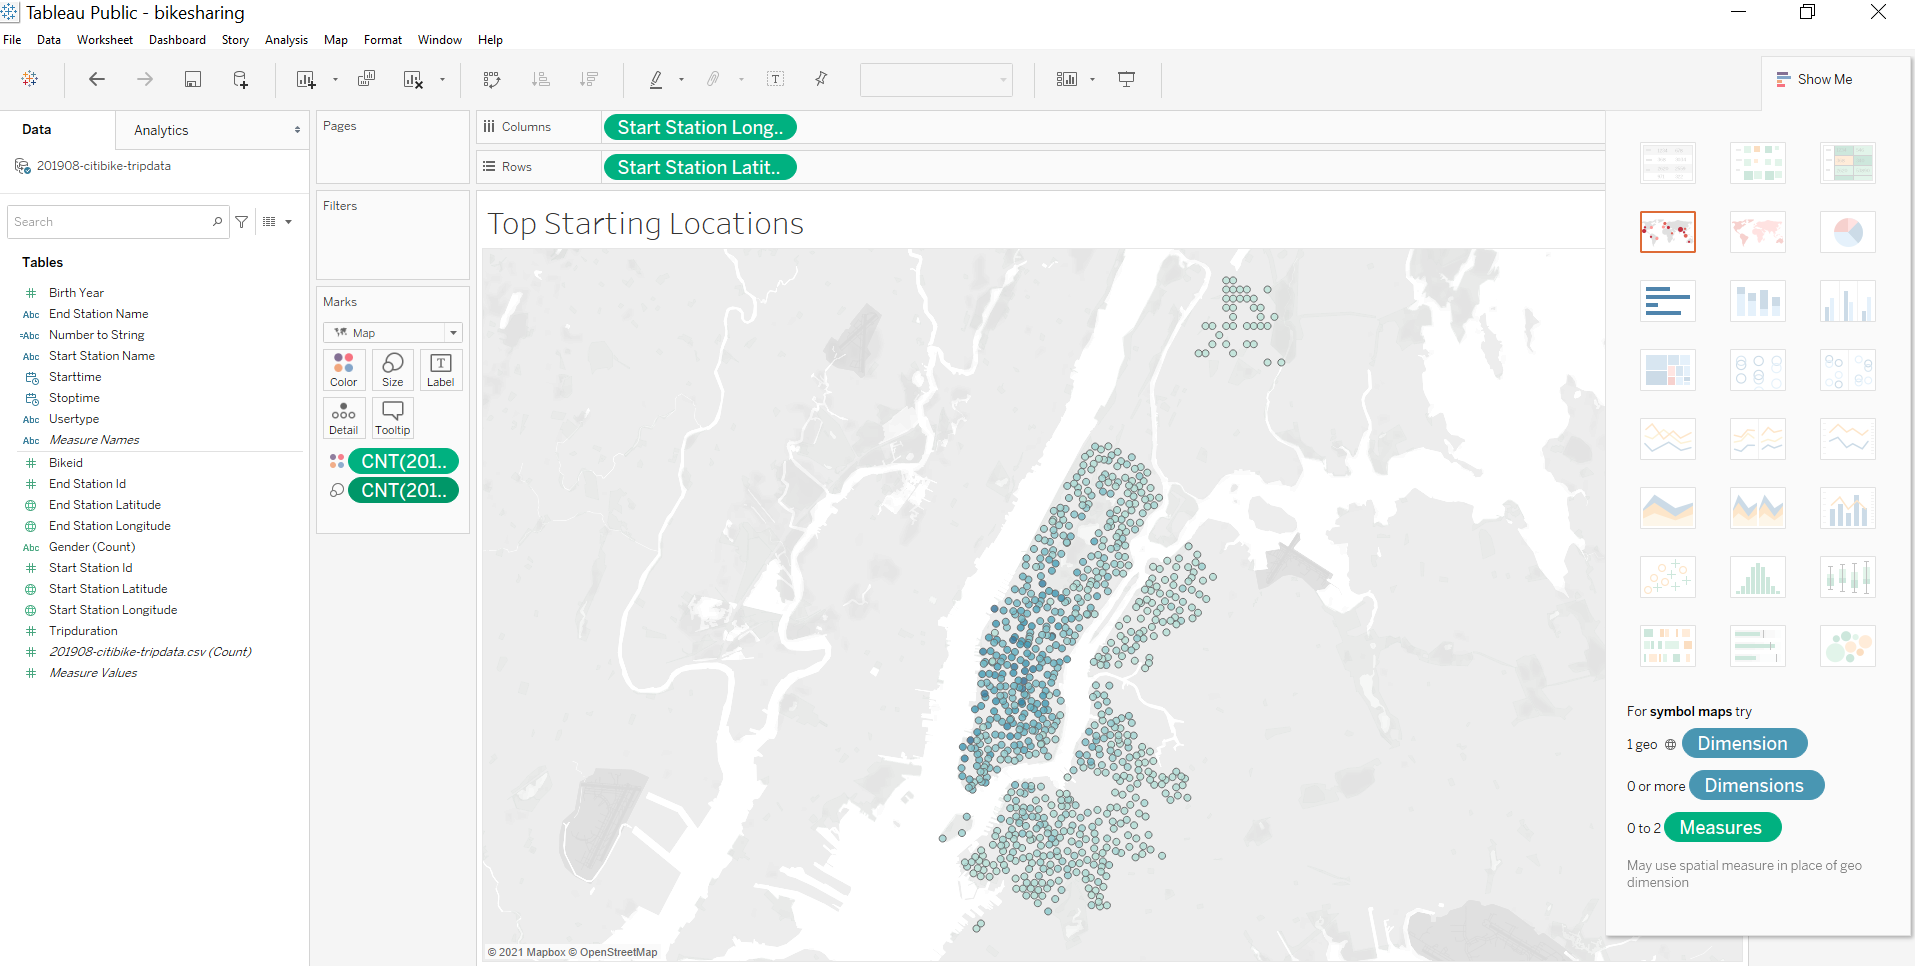 Tableau Public - bikesharing
File Data Worksheet Dashboard Story Analysis Map Format Window Help
Show Me
Data
Analytics
201908-citibike-tripdata
Search
Tables
# Birth Year
Abc End Station Name
=Abc Number to String
Abc Start Station Name
Starttime
Stoptime
Abc Usertype
Abc Measure Names
# Bikeid
# End Station Id
End Station Latitude
End Station Longitude
Abc Gender (Count)
# Start Station Id
Start Station Latitude
Start Station Longitude
# Tripduration
# 201908-citibike-tripdata.csv (Count)
# Measure Values
Pages
Filters
Marks
Map
Color Size Label
Detail Tooltip
CNT(201..
CNT(201..
Columns
Start Station Long..
Rows
Start Station Latit..
Top Starting Locations
© 2021 Mapbox © OpenStreetMap
For symbol maps try
1 geo Dimension
0 or more Dimensions
0 to 2 Measures
May use spatial measure in place of geo
dimension